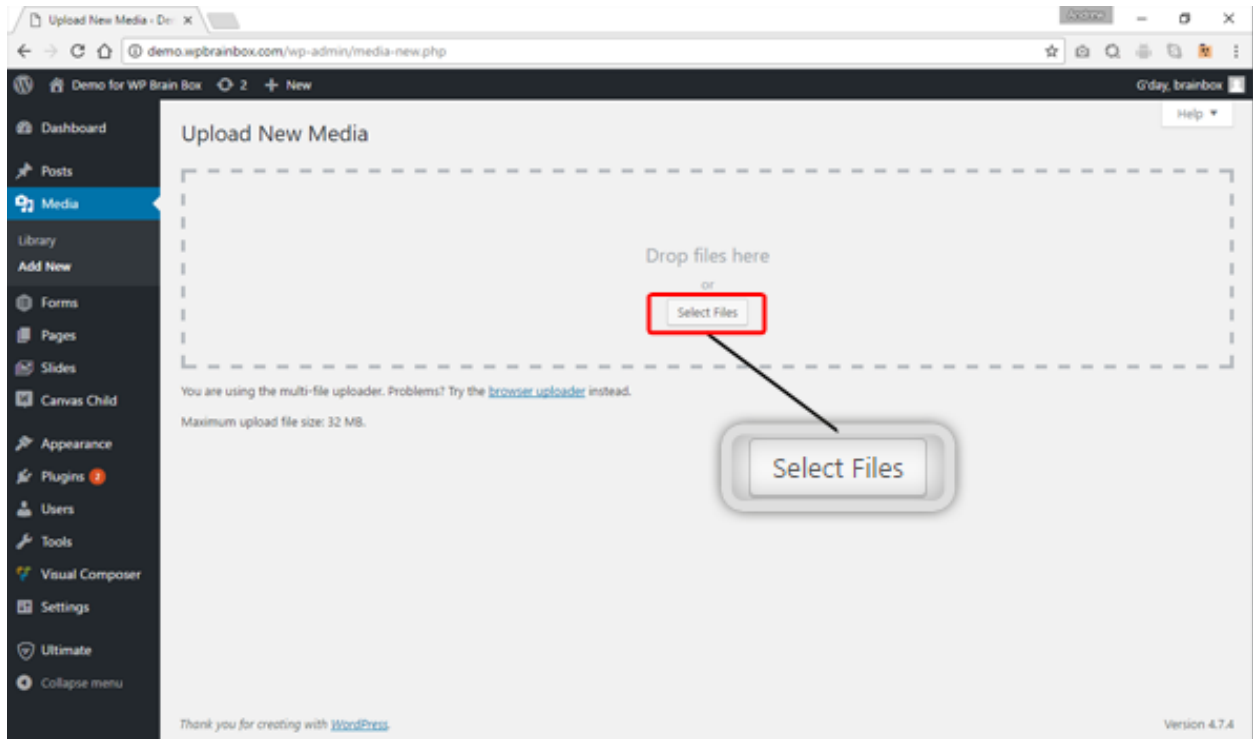 Upload New Media ‹ De
Andrew
demo.wpbrainbox.com/wp-admin/media-new.php
Demo for WP Brain Box 2 + New G'day, brainbox
Help
Dashboard
Upload New Media
Posts
Media
Library
Add New
Drop files here
or
Select Files
Forms
Pages
Slides
Canvas Child
You are using the multi-file uploader. Problems? Try the browser uploader instead.
Maximum upload file size: 32 MB.
Select Files
Appearance
Plugins 2
Users
Tools
Visual Composer
Settings
Ultimate
Collapse menu
Thank you for creating with WordPress.
Version 4.7.4